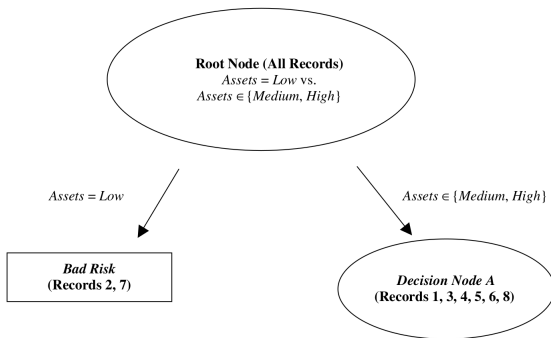 Root Node (All Records)
Assets = Low vs.
Assets ∈ {Medium, High}
Assets = Low
Assets ∈ {Medium, High}
Bad Risk
(Records 2, 7)
Decision Node A
(Records 1, 3, 4, 5, 6, 8)